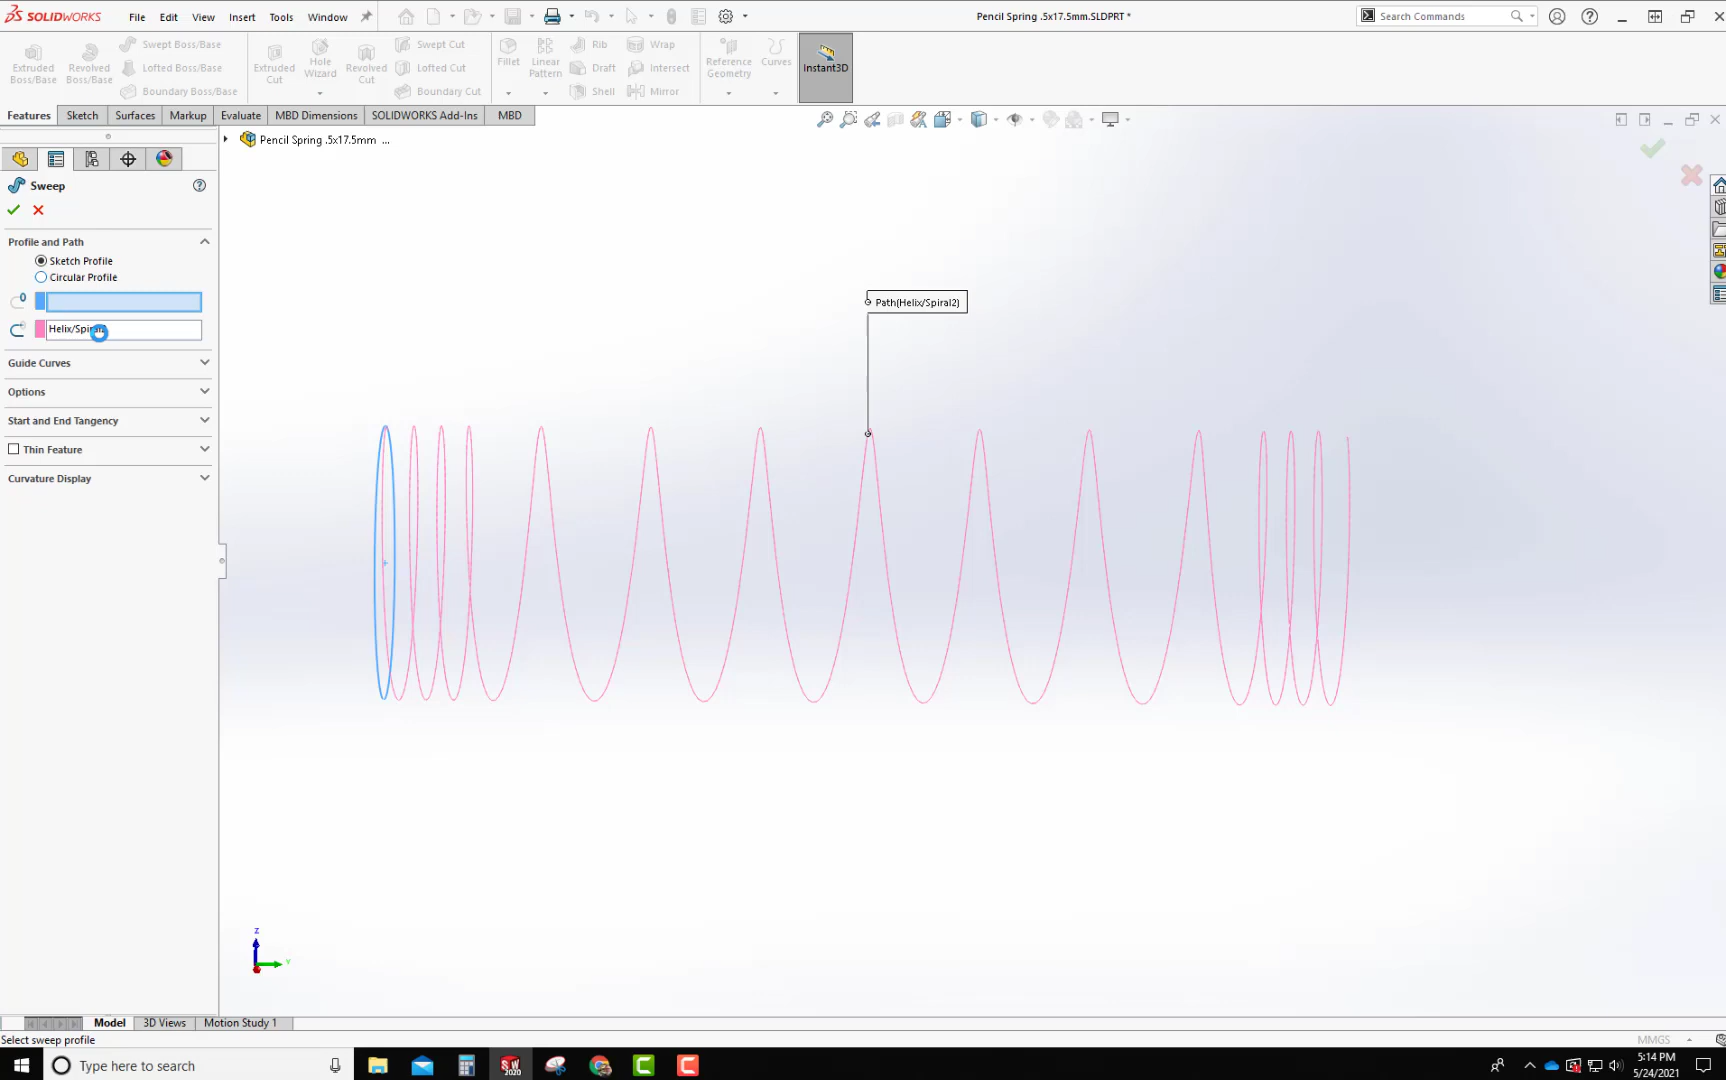 SOLIDWORKS File Edit View Insert Tools Window Pencil Spring .5x17.5mm.SLDPRT * Search Commands
Extruded Boss/Base
Revolved Boss/Base
Swept Boss/Base
Lofted Boss/Base
Boundary Boss/Base
Extruded Cut
Hole Wizard
Revolved Cut
Swept Cut
Lofted Cut
Boundary Cut
Fillet
Linear Pattern
Rib
Draft
Shell
Wrap
Intersect
Mirror
Reference Geometry
Curves
Instant3D
Features Sketch Surfaces Markup Evaluate MBD Dimensions SOLIDWORKS Add-Ins MBD
Pencil Spring .5x17.5mm ...
Sweep
Profile and Path
Sketch Profile
Circular Profile
Path(Helix/Spiral2)
Guide Curves
Options
Start and End Tangency
Thin Feature
Curvature Display
Z
Y
Model 3D Views Motion Study 1
Select sweep profile MMGS
Type here to search
SW
2020
5:14 PM
5/24/2021